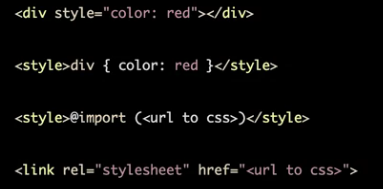 <div style="color: red"></div>
<style>div { color: red }</style>
<style>@import (<url to css>)</style>
<link rel="stylesheet" href="<url to css>">